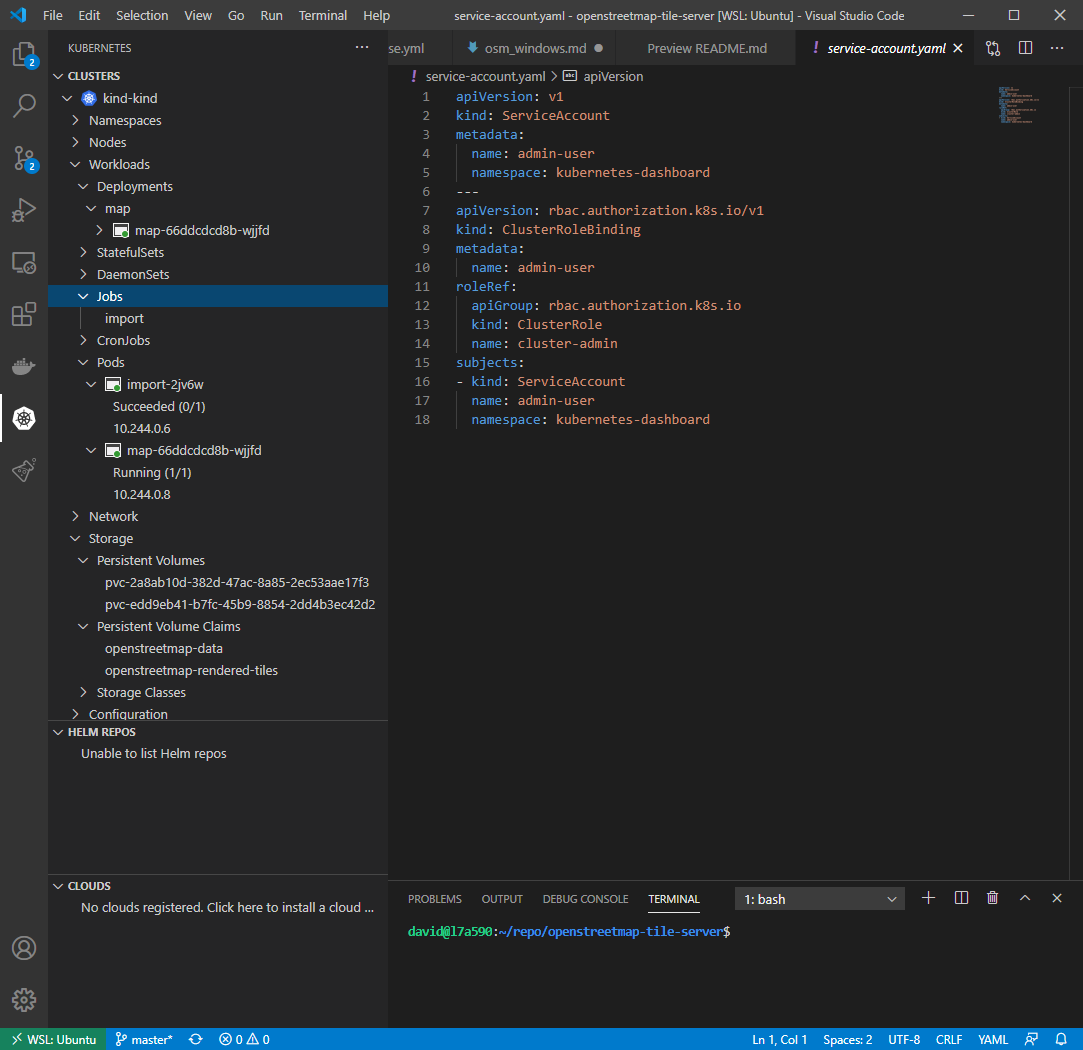 File Edit Selection View Go Run Terminal Help service-account.yaml - openstreetmap-tile-server [WSL: Ubuntu] - Visual Studio Code
KUBERNETES ...
2
2
CLUSTERS
kind-kind
Namespaces
Nodes
Workloads
Deployments
map
map-66ddcdcd8b-wjjfd
StatefulSets
DaemonSets
Jobs
import
CronJobs
Pods
import-2jv6w
Succeeded (0/1)
10.244.0.6
map-66ddcdcd8b-wjjfd
Running (1/1)
10.244.0.8
Network
Storage
Persistent Volumes
pvc-2a8ab10d-382d-47ac-8a85-2ec53aae17f3
pvc-edd9eb41-b7fc-45b9-8854-2dd4b3ec42d2
Persistent Volume Claims
openstreetmap-data
openstreetmap-rendered-tiles
Storage Classes
Configuration
HELM REPOS
Unable to list Helm repos
CLOUDS
No clouds registered. Click here to install a cloud ...
se.yml osm_windows.md Preview README.md ! service-account.yaml ...
! service-account.yaml > abc apiVersion
1 apiVersion: v1
2 kind: ServiceAccount
3 metadata:
4 name: admin-user
5 namespace: kubernetes-dashboard
6 ---
7 apiVersion: rbac.authorization.k8s.io/v1
8 kind: ClusterRoleBinding
9 metadata:
10 name: admin-user
11 roleRef:
12 apiGroup: rbac.authorization.k8s.io
13 kind: ClusterRole
14 name: cluster-admin
15 subjects:
16 - kind: ServiceAccount
17 name: admin-user
18 namespace: kubernetes-dashboard
PROBLEMS OUTPUT DEBUG CONSOLE TERMINAL 1: bash
david@l7a590:~/repo/openstreetmap-tile-server$
WSL: Ubuntu master* 0 0 Ln 1, Col 1 Spaces: 2 UTF-8 CRLF YAML